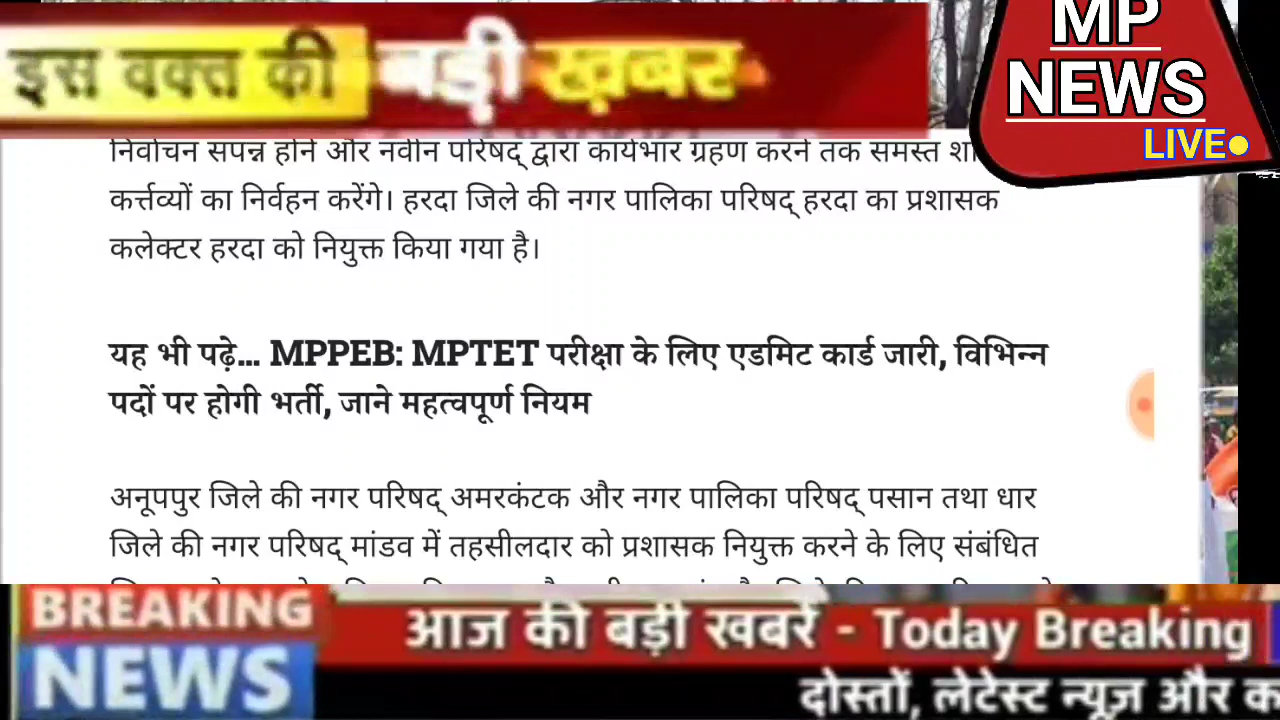 इस वक्त की बड़ी ख़बर
MP
NEWS
LIVE
निर्वाचन संपन्न होने और नवीन परिषद् द्वारा कार्यभार ग्रहण करने तक समस्त
कर्त्तव्यों का निर्वहन करेंगे। हरदा जिले की नगर पालिका परिषद् हरदा का प्रशासक
कलेक्टर हरदा को नियुक्त किया गया है।
यह भी पढ़े... MPPEB: MPTET परीक्षा के लिए एडमिट कार्ड जारी, विभिन्न
पदों पर होगी भर्ती, जाने महत्वपूर्ण नियम
अनूपपुर जिले की नगर परिषद् अमरकंटक और नगर पालिका परिषद् पसान तथा धार
जिले की नगर परिषद् मांडव में तहसीलदार को प्रशासक नियुक्त करने के लिए संबंधित
BREAKING
NEWS
आज की बड़ी खबरें - Today Breaking
दोस्तों, लेटेस्ट न्यूज़ और